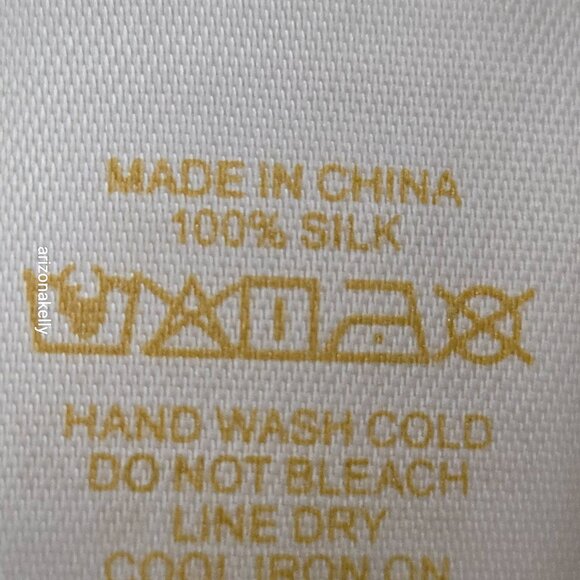 MADE IN CHINA
100% SILK
arizonakelly
HAND WASH COLD
DO NOT BLEACH
LINE DRY
COOL IRON ON